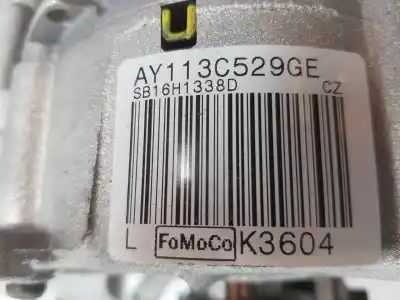 U
AY113C529GE
SB16H1338D CZ
L FoMoCo K3604